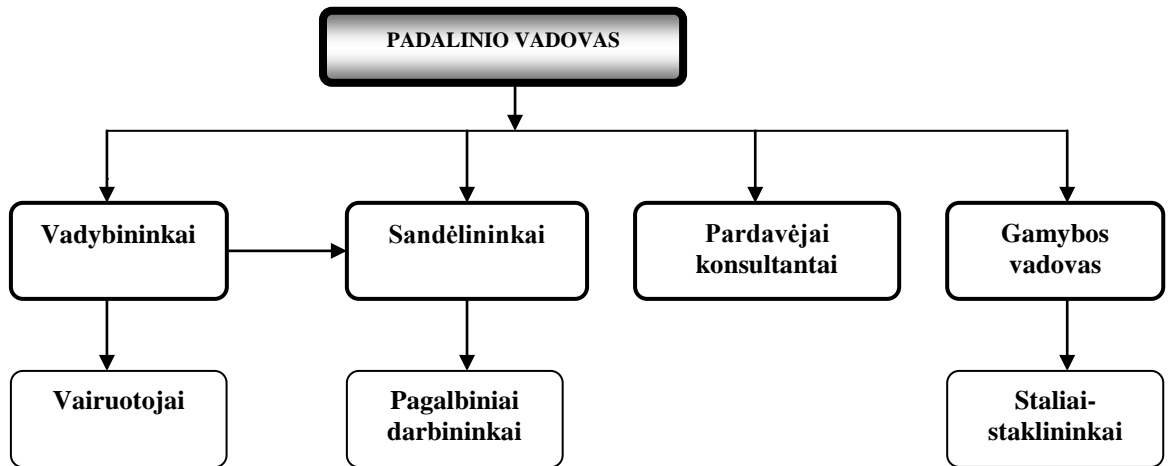 PADALINIO VADOVAS
Vadybininkai
Sandėlininkai
Pardavėjai
konsultantai
Gamybos
vadovas
Vairuotojai
Pagalbiniai
darbininkai
Staliai-
staklininkai